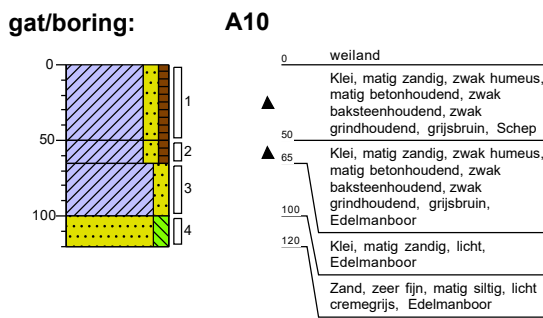 gat/boring: A10
0
50
100
1
2
3
4
0 weiland
Klei, matig zandig, zwak humeus,
matig betonhoudend, zwak
baksteenhoudend, zwak
grindhoudend, grijsbruin, Schep
50
Klei, matig zandig, zwak humeus,
matig betonhoudend, zwak
baksteenhoudend, zwak
grindhoudend, grijsbruin,
Edelmanboor
65
Klei, matig zandig, licht,
Edelmanboor
100
Zand, zeer fijn, matig siltig, licht
cremegrijs, Edelmanboor
120